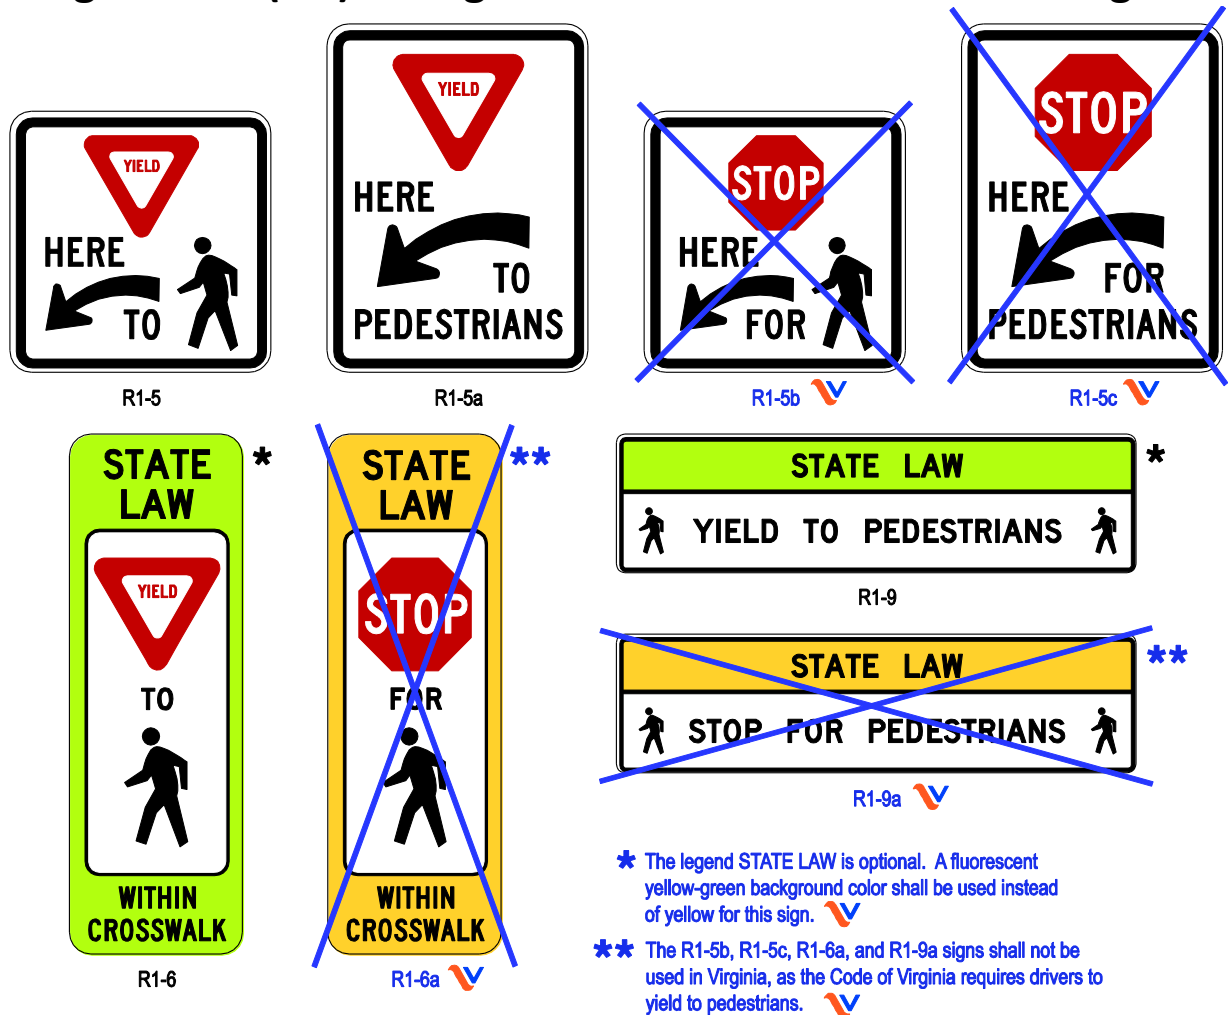 YIELD
HERE
TO
R1-5
YIELD
HERE
TO
PEDESTRIANS
R1-5a
STOP
HERE
FOR
R1-5b
STOP
HERE
FOR
PEDESTRIANS
R1-5c
STATE
LAW
*
YIELD
TO
WITHIN
CROSSWALK
R1-6
STATE
LAW
**
STOP
FOR
WITHIN
CROSSWALK
R1-6a
STATE LAW
*
YIELD TO PEDESTRIANS
R1-9
STATE LAW
**
STOP FOR PEDESTRIANS
R1-9a
* The legend STATE LAW is optional. A fluorescent
yellow-green background color shall be used instead
of yellow for this sign.
** The R1-5b, R1-5c, R1-6a, and R1-9a signs shall not be
used in Virginia, as the Code of Virginia requires drivers to
yield to pedestrians.